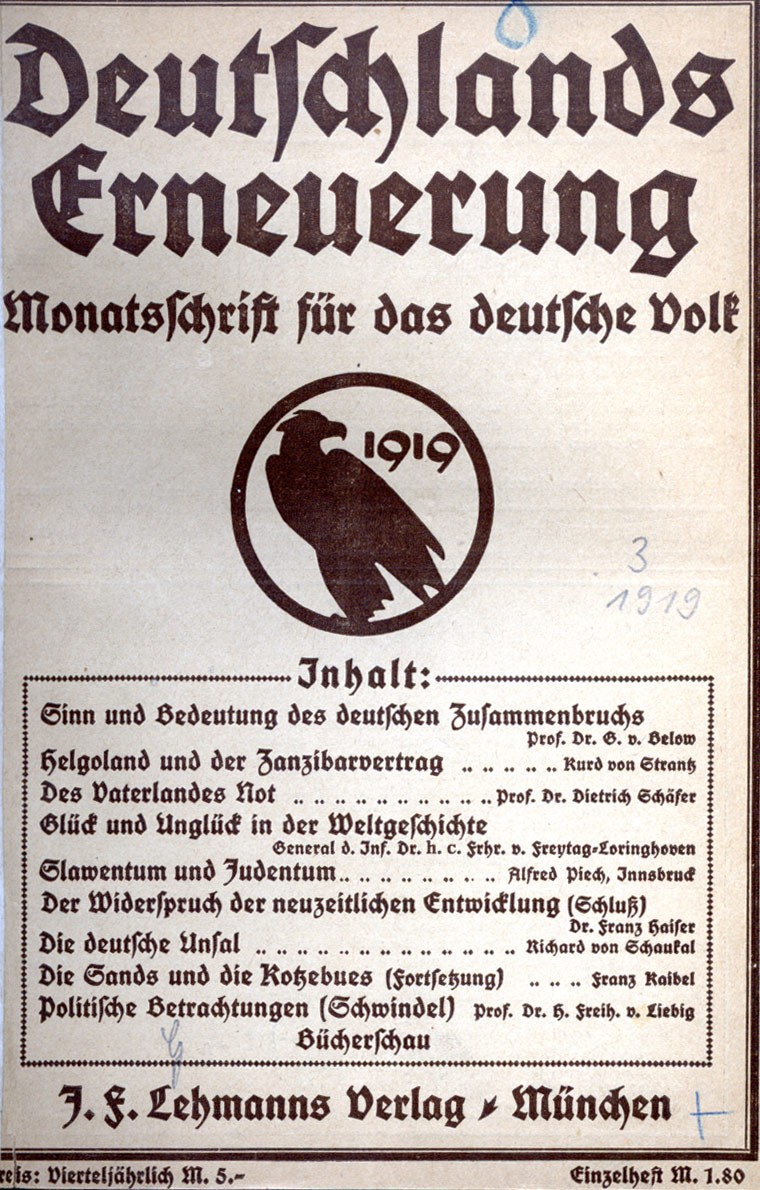 Deutschlands
Erneuerung
Monatsschrift für das deutsche Volk
1919
3
1919
Inhalt:
Sinn und Bedeutung des deutschen Zusammenbruchs
Prof. Dr. G. v. Below
Helgoland und der Zanzibarvertrag .. .. .. .. .. Kurd von Strantz
Des Vaterlandes Not .. .. .. .. .. .. .. .. .. .. Prof. Dr. Dietrich Schäfer
Glück und Unglück in der Weltgeschichte
General d. Inf. Dr. h. c. Frhr. v. Freytag-Loringhoven
Slawentum und Judentum .. .. .. .. .. .. .. .. Alfred Piech, Innsbruck
Der Widerspruch der neuzeitlichen Entwicklung (Schluß)
Dr. Franz Haiser
Die deutsche Unsal .. .. .. .. .. .. .. .. .. .. .. .. .. Richard von Schaukal
Die Sands und die Kotzebues (Fortsetzung) .. .. .. Franz Kaibel
Politische Betrachtungen (Schwindel) Prof. Dr. H. Freih. v. Liebig
Bücherschau
J. F. Lehmanns Verlag München
reis: Vierteljährlich M. 5.- Einzelheft M. 1.80